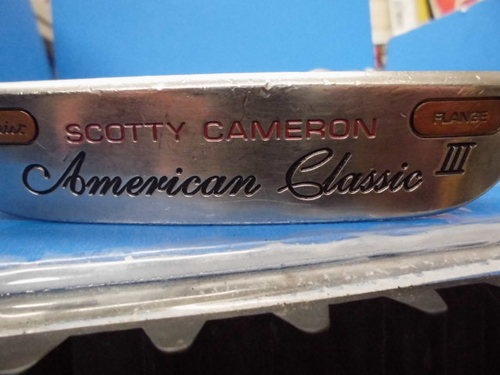 SCOTTY CAMERON
FLANGE
American Classic III